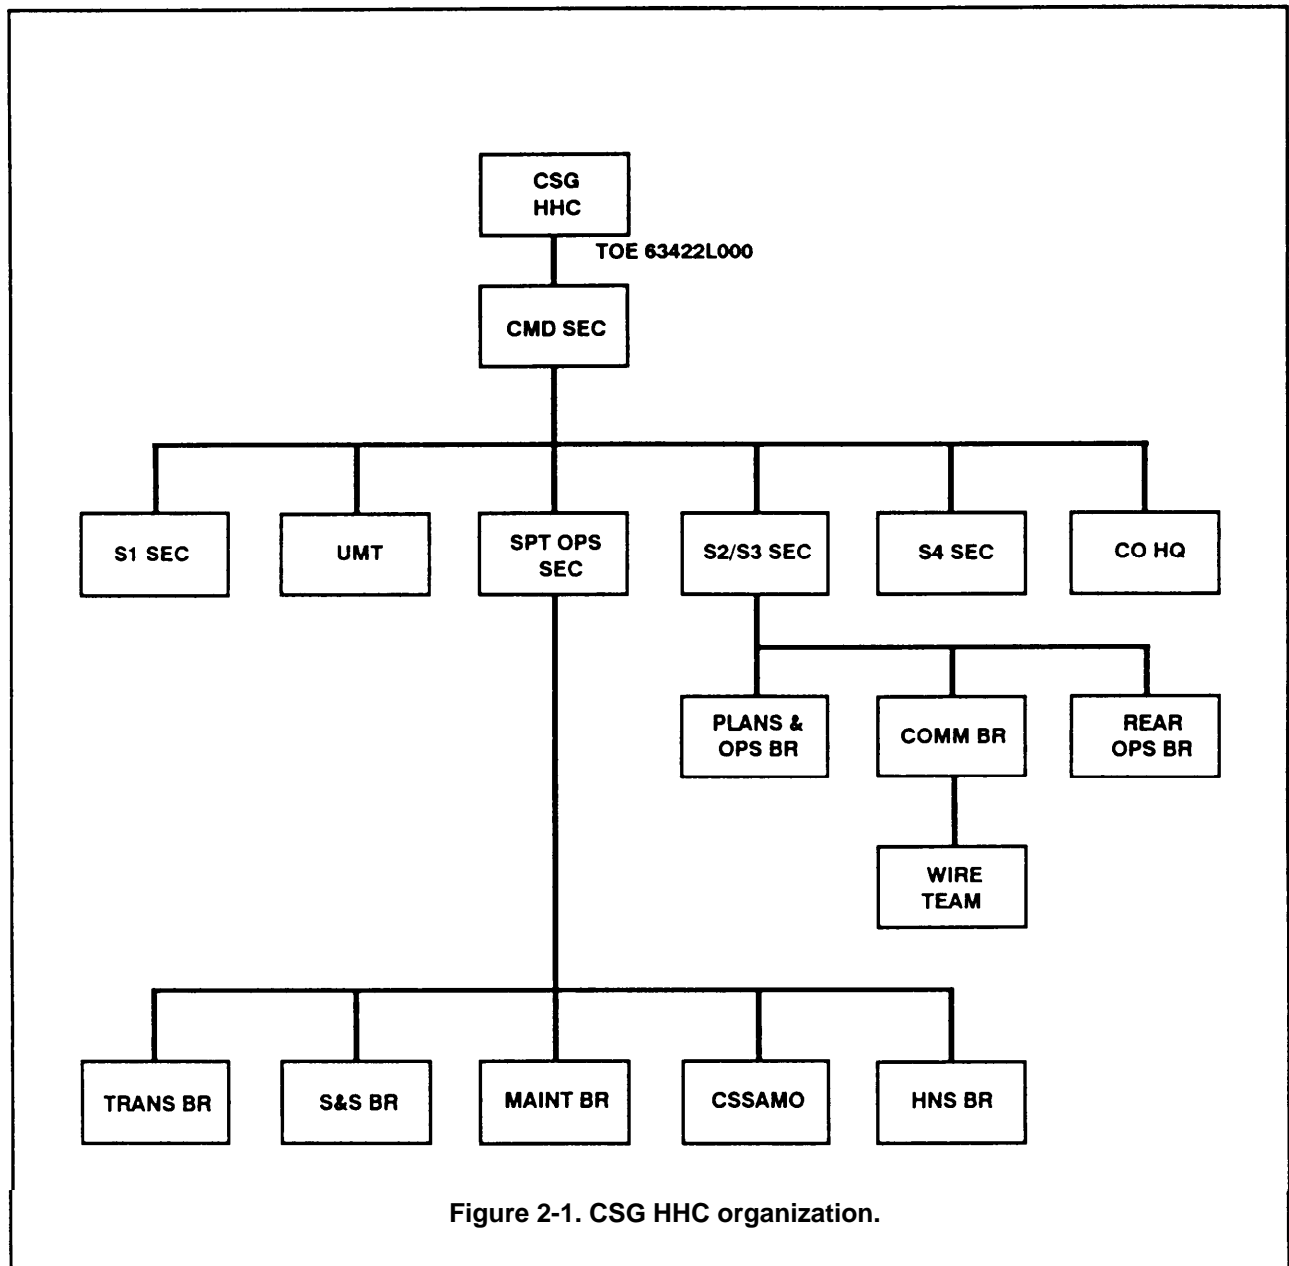 CSG
HHC
TOE 63422L000
CMD SEC
S1 SEC
UMT
SPT OPS
SEC
S2/S3 SEC
S4 SEC
CO HQ
PLANS &
OPS BR
COMM BR
REAR
OPS BR
WIRE
TEAM
TRANS BR
S&S BR
MAINT BR
CSSAMO
HNS BR
Figure 2-1. CSG HHC organization.